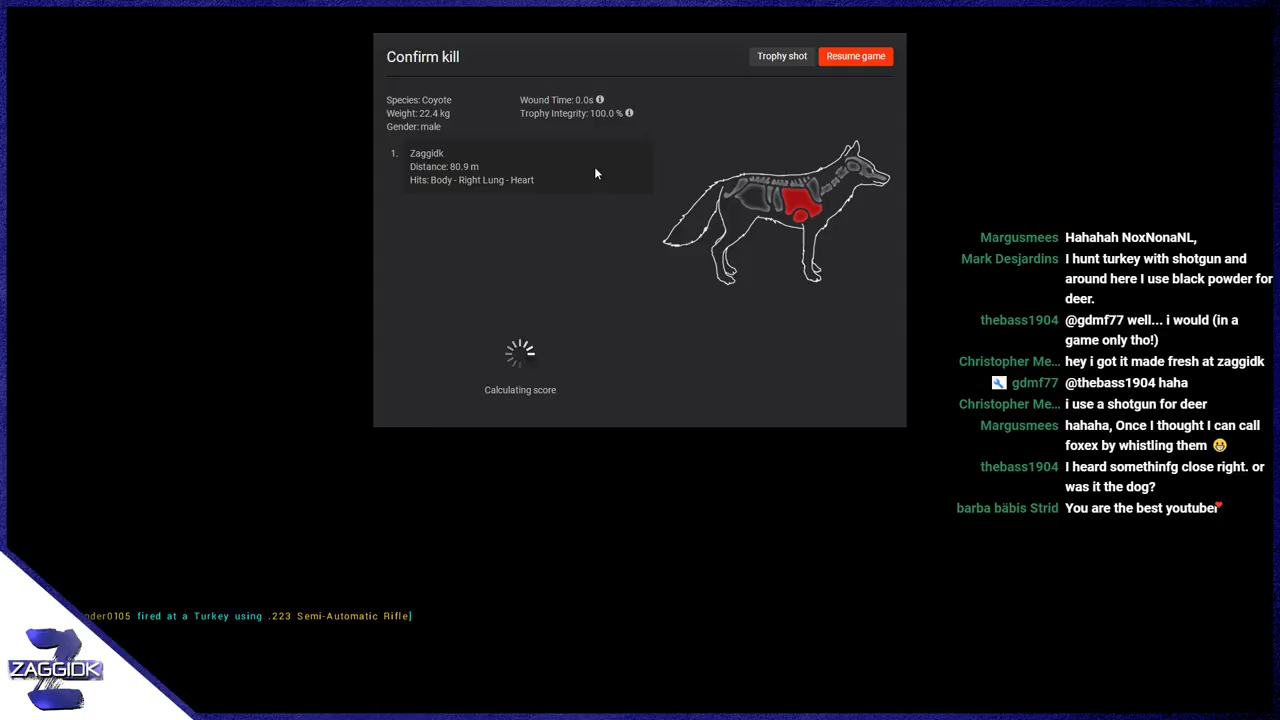 Confirm kill
Trophy shot
Resume game
Species: Coyote
Weight: 22.4 kg
Gender: male
Wound Time: 0.0s
Trophy Integrity: 100.0 %
1. Zaggidk
Distance: 80.9 m
Hits: Body - Right Lung - Heart
Calculating score
Margusmees Hahahah NoxNonaNL,
Mark Desjardins I hunt turkey with shotgun and
around here I use black powder for
deer.
thebass1904 @gdmf77 well... i would (in a
game only tho!)
Christopher Me... hey i got it made fresh at zaggidk
gdmf77 @thebass1904 haha
Christopher Me... i use a shotgun for deer
Margusmees hahaha, Once I thought I can call
foxex by whistling them 😀
thebass1904 I heard somethinfg close right. or
was it the dog?
barba bäbis Strid You are the best youtuber❤
nder0105 fired at a Turkey using .223 Semi-Automatic Rifle]
ZAGGIDK